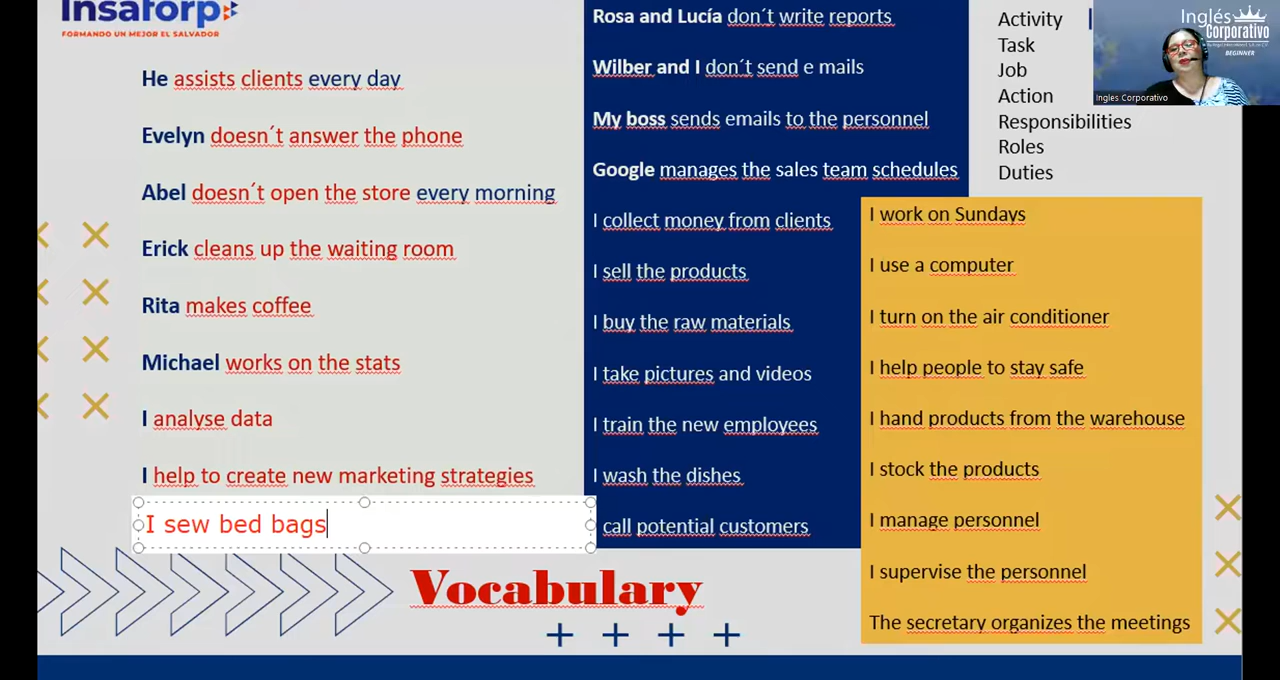 Insaforp
FORMANDO UN MEJOR EL SALVADOR
He assists clients every day
Evelyn doesn´t answer the phone
Abel doesn´t open the store every morning
Erick cleans up the waiting room
Rita makes coffee
Michael works on the stats
I analyse data
I help to create new marketing strategies
I sew bed bags
Rosa and Lucía don´t write reports
Wilber and I don´t send e mails
My boss sends emails to the personnel
Google manages the sales team schedules
I collect money from clients
I sell the products
I buy the raw materials
I take pictures and videos
I train the new employees
I wash the dishes
call potential customers
Activity
Task
Job
Action
Responsibilities
Roles
Duties
I work on Sundays
I use a computer
I turn on the air conditioner
I help people to stay safe
I hand products from the warehouse
I stock the products
I manage personnel
I supervise the personnel
The secretary organizes the meetings
Vocabulary
Inglés
Corporativo
BEGINNER
Ingles Corporativo